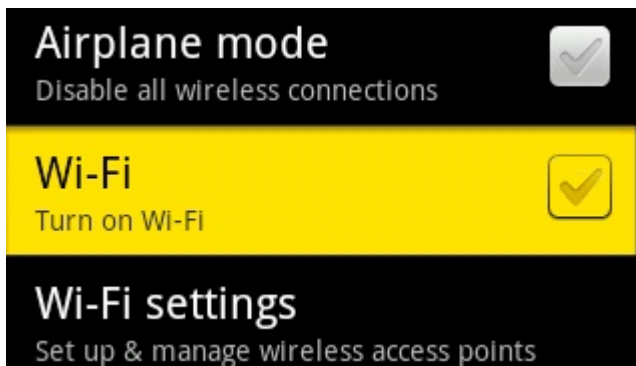 Airplane mode
Disable all wireless connections
Wi-Fi
Turn on Wi-Fi
Wi-Fi settings
Set up & manage wireless access points